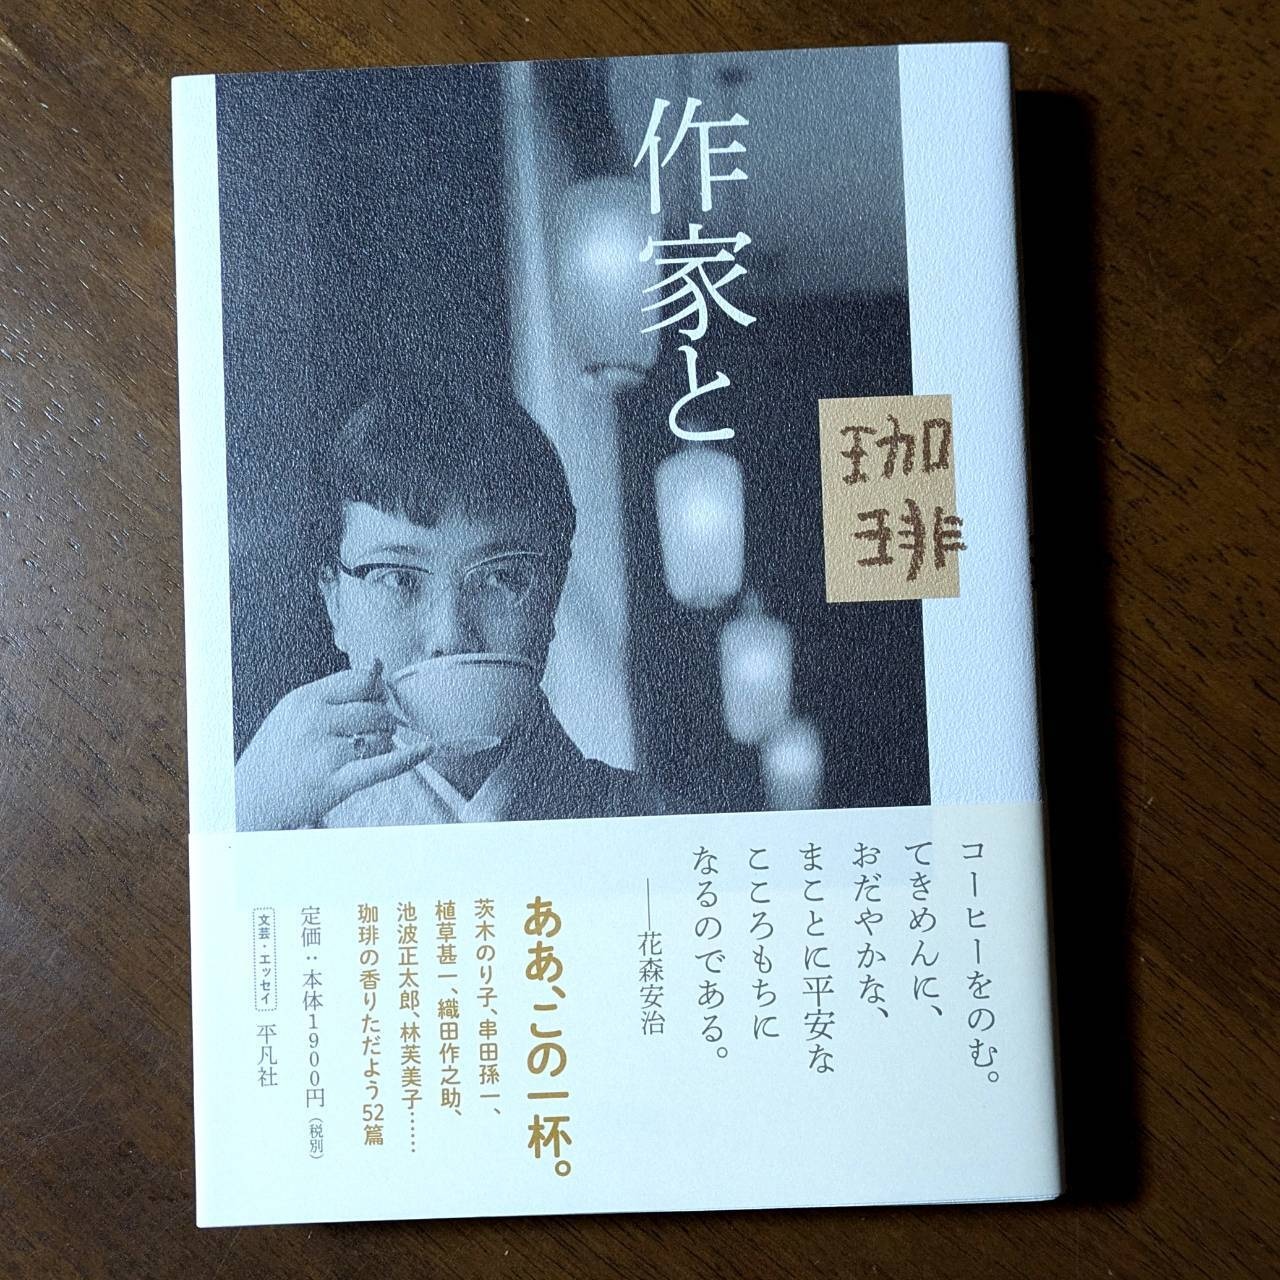 作家と
珈
琲
コーヒーをのむ。
てきめんに、
おだやかな、
まことに平安な
こころもちに
なるのである。
――花森安治
ああ、この一杯。
茨木のり子、串田孫一、
植草甚一、織田作之助、
池波正太郎、林芙美子……
珈琲の香りただよう52篇
定価:本体1900円(税別)
文芸・エッセイ
平凡社